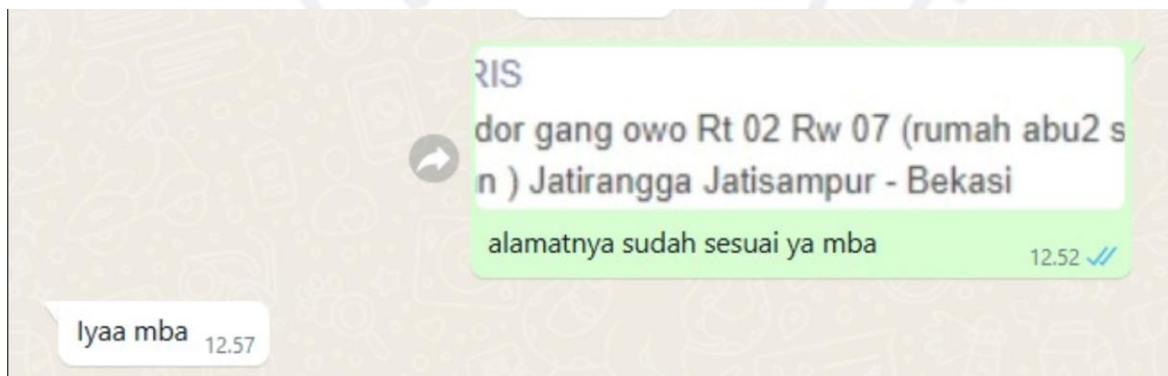 RIS
dor gang owo Rt 02 Rw 07 (rumah abu2 s
n ) Jatirangga Jatisampur - Bekasi
alamatnya sudah sesuai ya mba
12.52
Iyaa mba 12.57